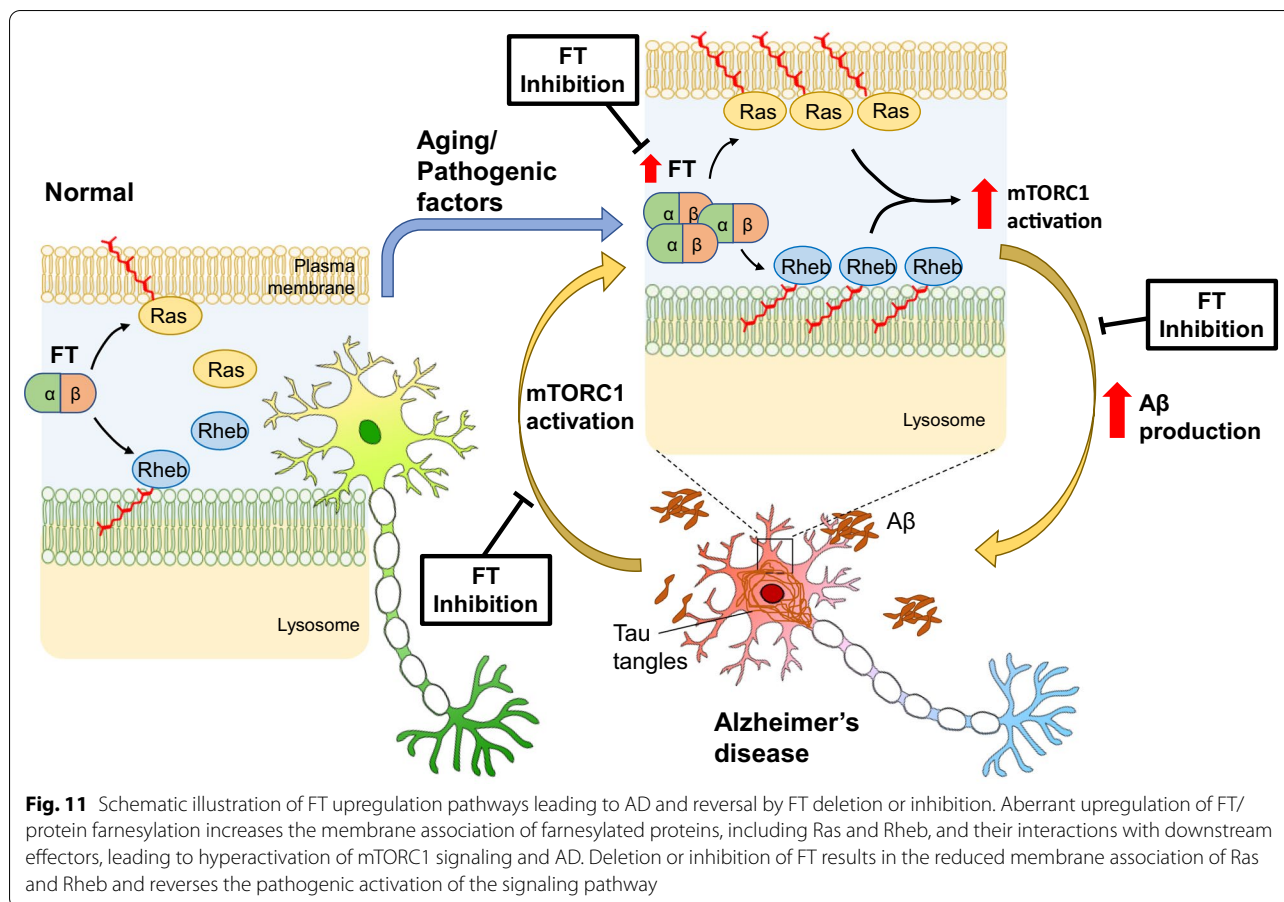 Normal
Plasma
membrane
Ras
FT
α β
Ras
Rheb
Rheb
Lysosome
Aging/
Pathogenic
factors
mTORC1
activation
FT
Inhibition
FT
Inhibition
Ras Ras Ras
FT
α β
α β
α β
Rheb Rheb Rheb
mTORC1
activation
Lysosome
FT
Inhibition
Aβ
production
Aβ
Tau
tangles
Alzheimer’s
disease
Fig. 11 Schematic illustration of FT upregulation pathways leading to AD and reversal by FT deletion or inhibition. Aberrant upregulation of FT/
protein farnesylation increases the membrane association of farnesylated proteins, including Ras and Rheb, and their interactions with downstream
effectors, leading to hyperactivation of mTORC1 signaling and AD. Deletion or inhibition of FT results in the reduced membrane association of Ras
and Rheb and reverses the pathogenic activation of the signaling pathway